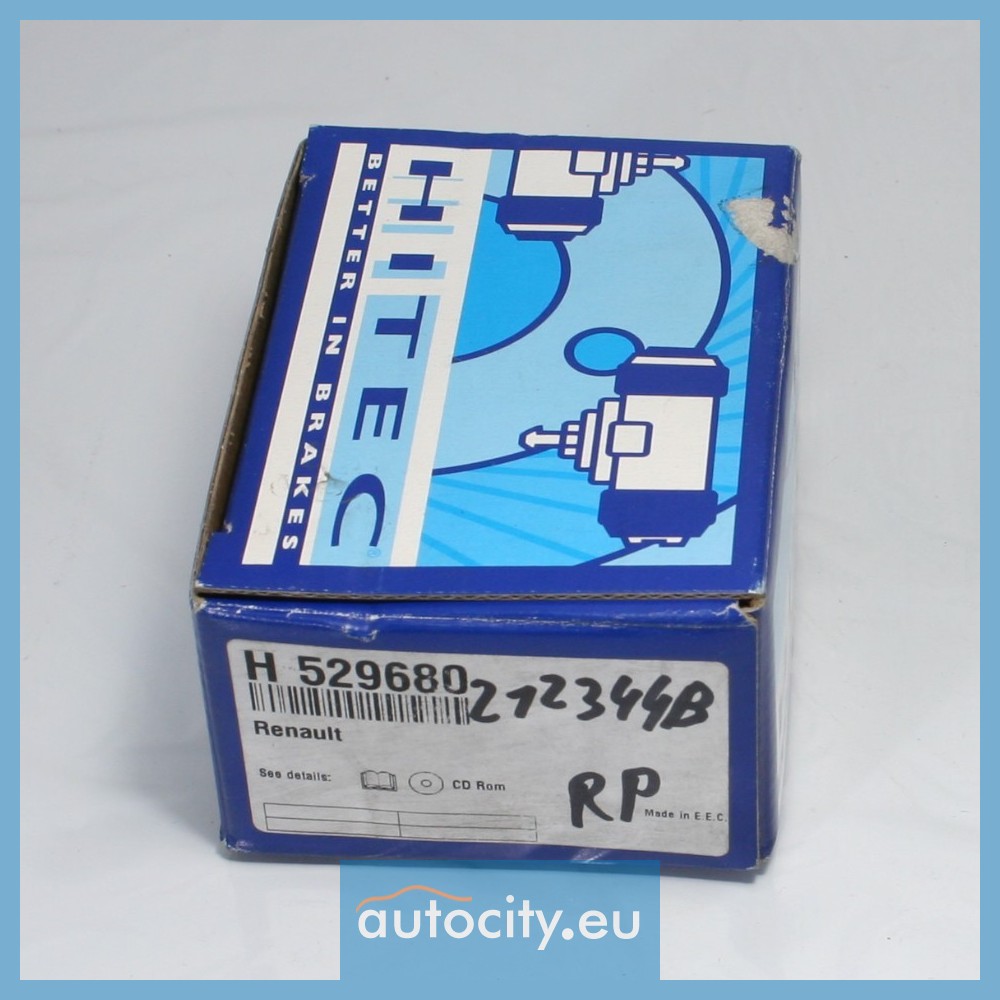 HITEC®
BETTER IN BRAKES
H 529680
212344B
Renault
See details: CD Rom
RP
Made in E.E.C.
autocity.eu